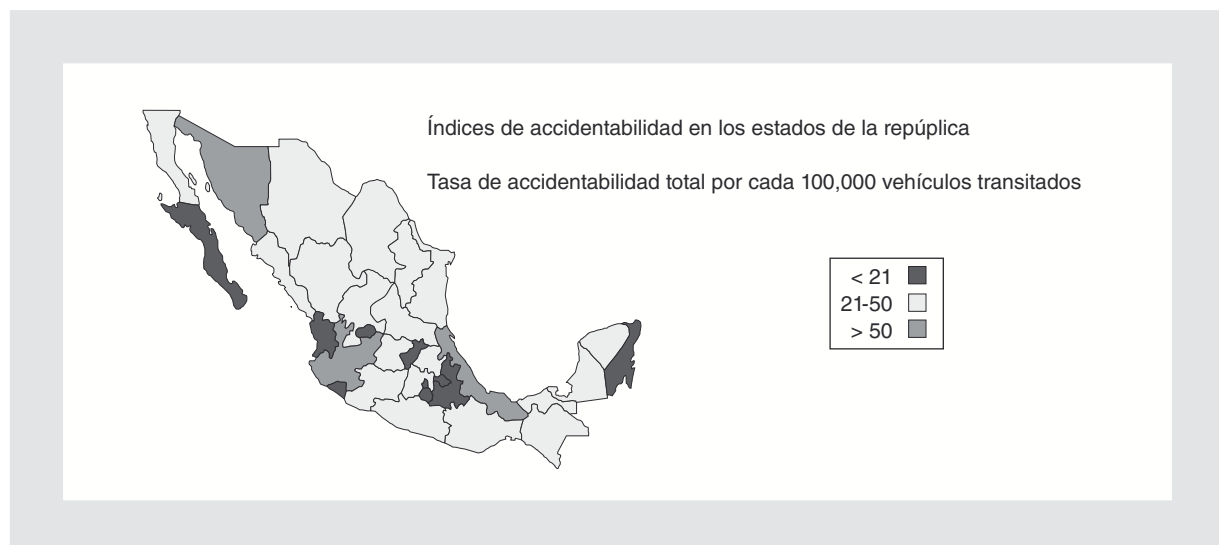 Índices de accidentabilidad en los estados de la repúplica
Tasa de accidentabilidad total por cada 100,000 vehículos transitados
< 21
21-50
> 50